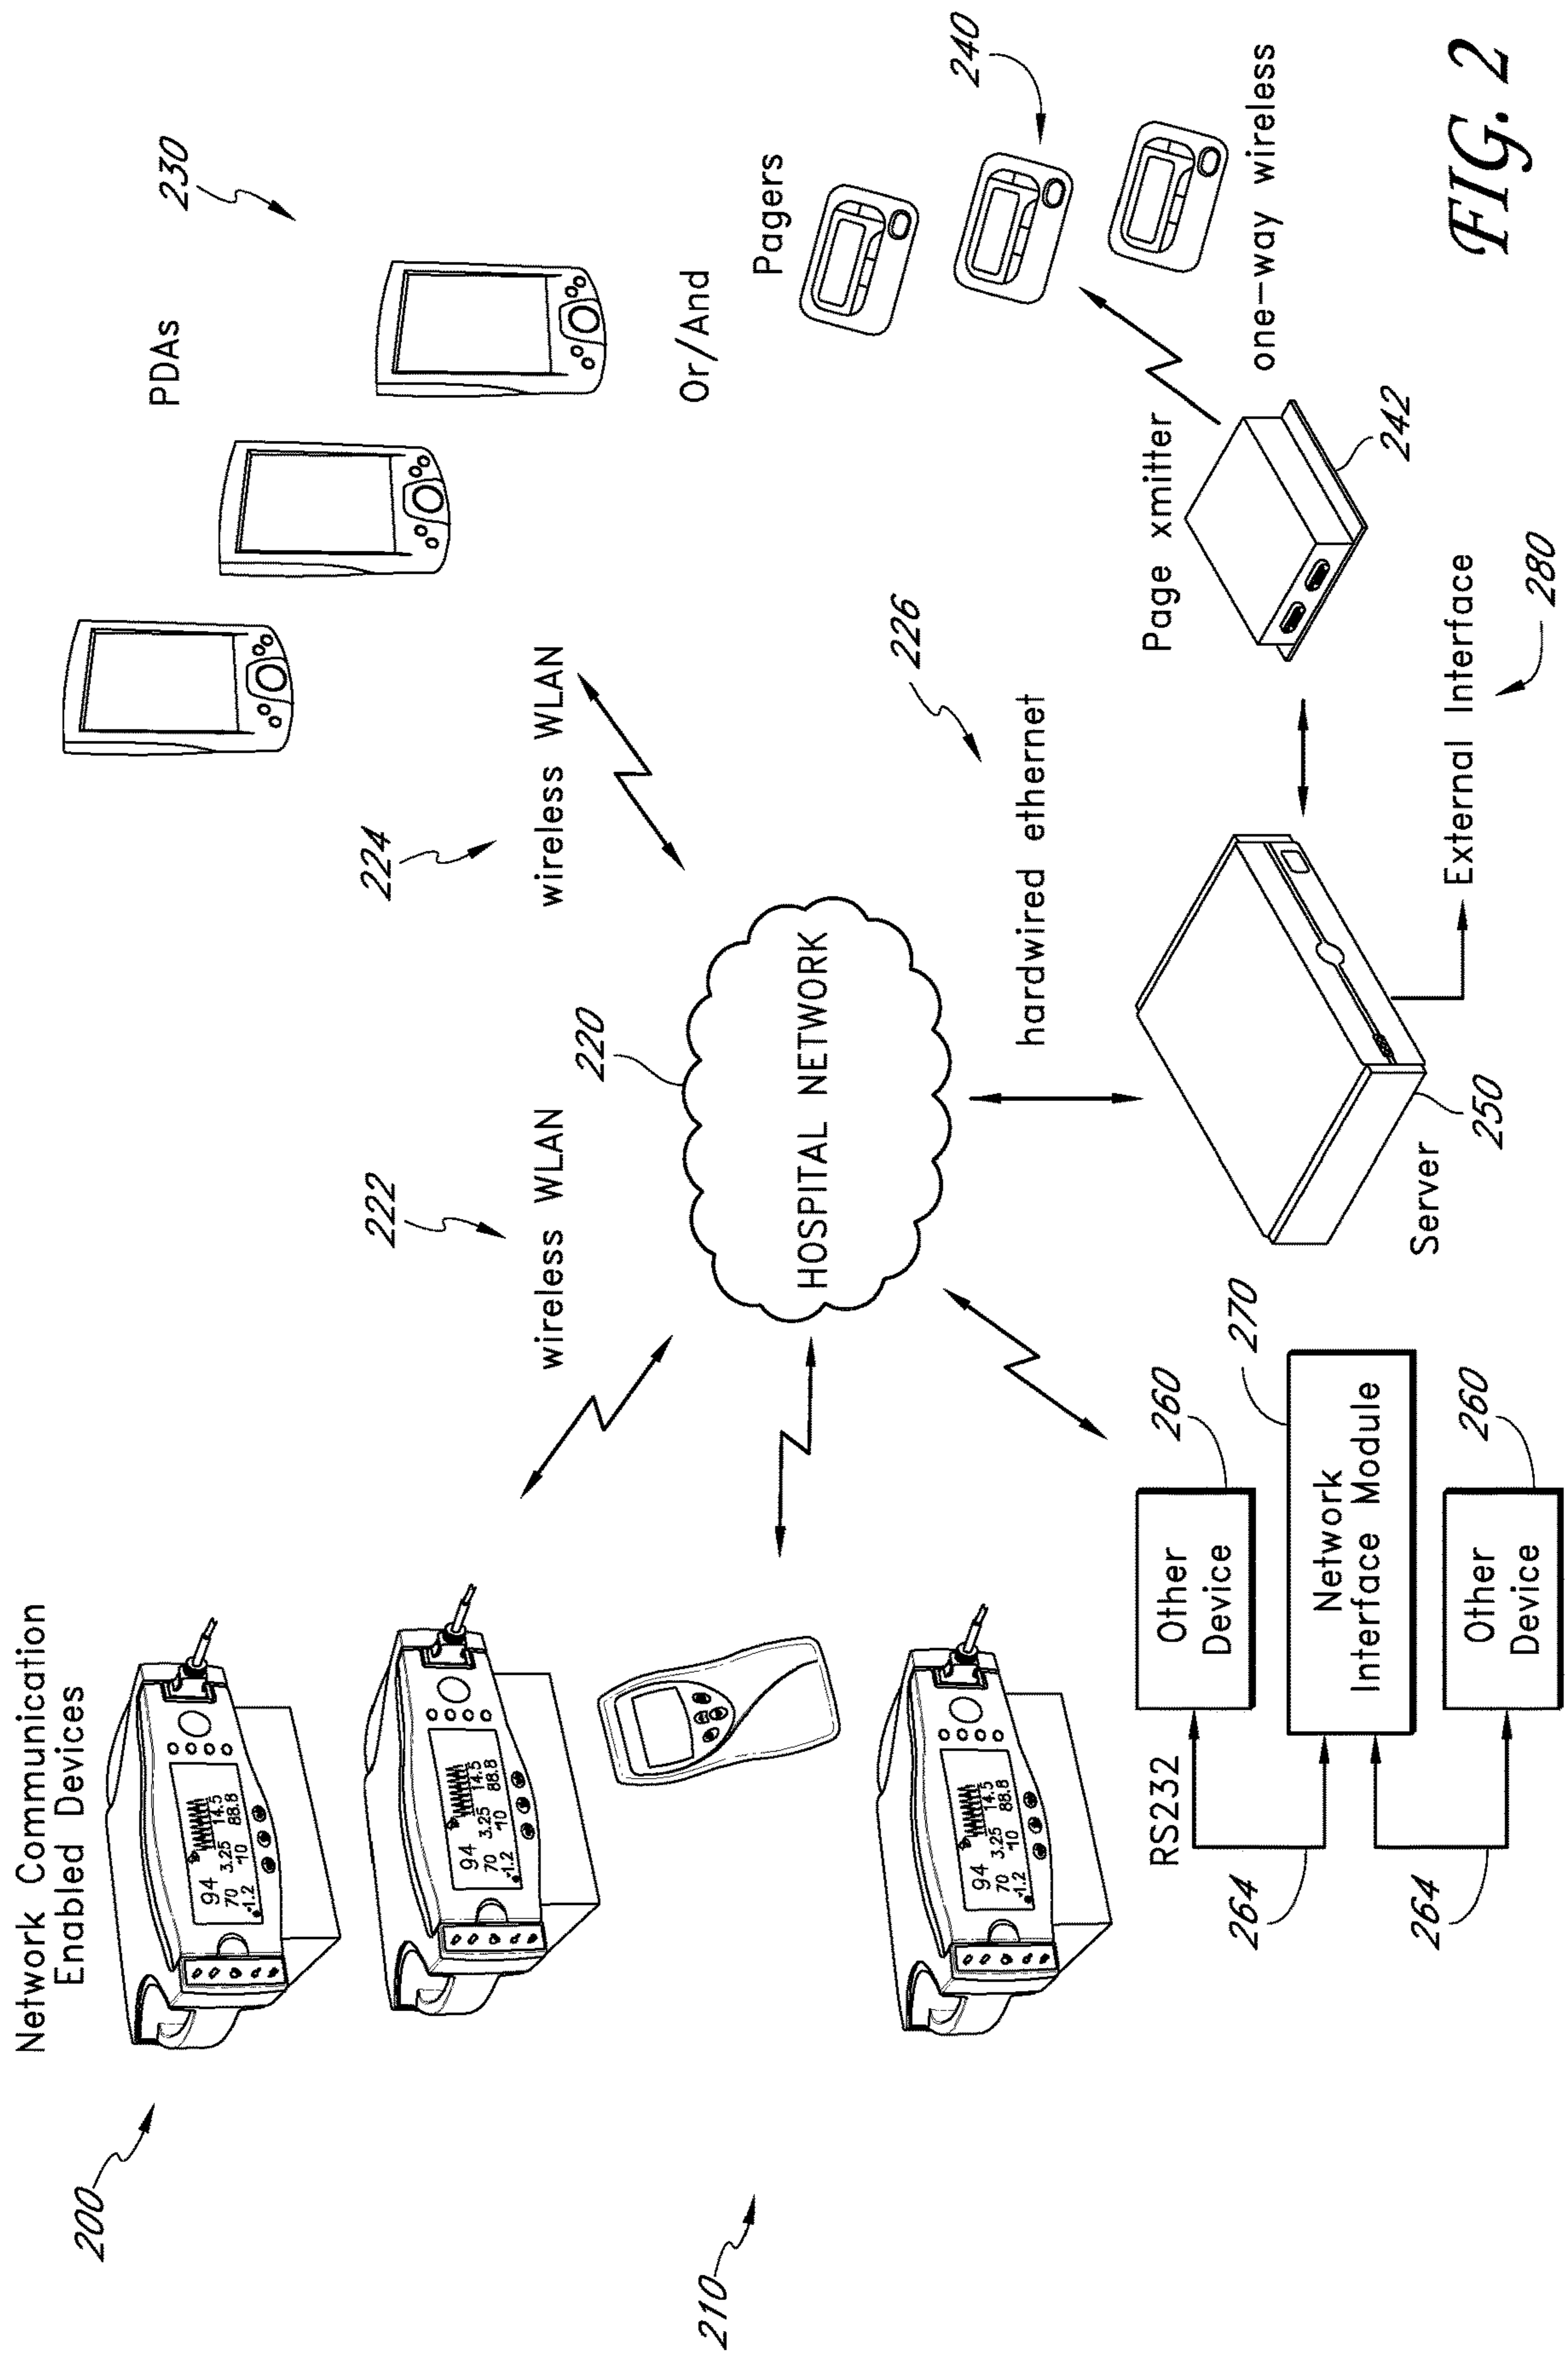 200
Network Communication
Enabled Devices
230
PDAs
222
wireless WLAN
224
wireless WLAN
Or/And
Pagers
240
one-way wireless
210
220
HOSPITAL NETWORK
226
hardwired ethernet
Page xmitter
242
94
70
3.25
14.5
10
88.8
1.2
94
70
3.25
14.5
10
88.8
1.2
94
70
3.25
14.5
10
88.8
1.2
RS232
264
264
Other
Device
260
Network
Interface Module
270
Other
Device
260
Server
250
External Interface
280
FIG. 2